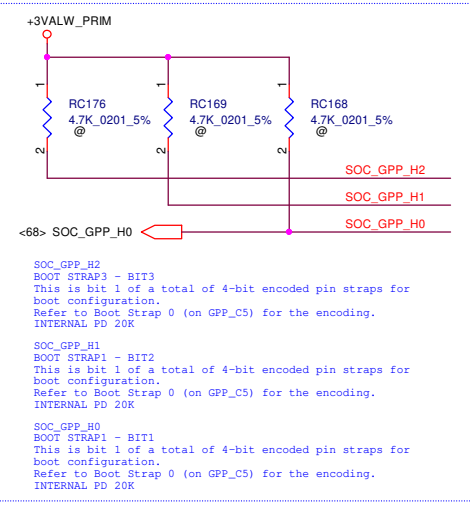 +3VALW_PRIM
1 1 1
RC176 RC169 RC168
4.7K_0201_5% 4.7K_0201_5% 4.7K_0201_5%
@ @ @
2 2 2
SOC_GPP_H2
SOC_GPP_H1
SOC_GPP_H0
<68> SOC_GPP_H0
SOC_GPP_H2
BOOT STRAP3 - BIT3
This is bit 1 of a total of 4-bit encoded pin straps for
boot configuration.
Refer to Boot Strap 0 (on GPP_C5) for the encoding.
INTERNAL PD 20K
SOC_GPP_H1
BOOT STRAP1 - BIT2
This is bit 1 of a total of 4-bit encoded pin straps for
boot configuration.
Refer to Boot Strap 0 (on GPP_C5) for the encoding.
INTERNAL PD 20K
SOC_GPP_H0
BOOT STRAP1 - BIT1
This is bit 1 of a total of 4-bit encoded pin straps for
boot configuration.
Refer to Boot Strap 0 (on GPP_C5) for the encoding.
INTERNAL PD 20K